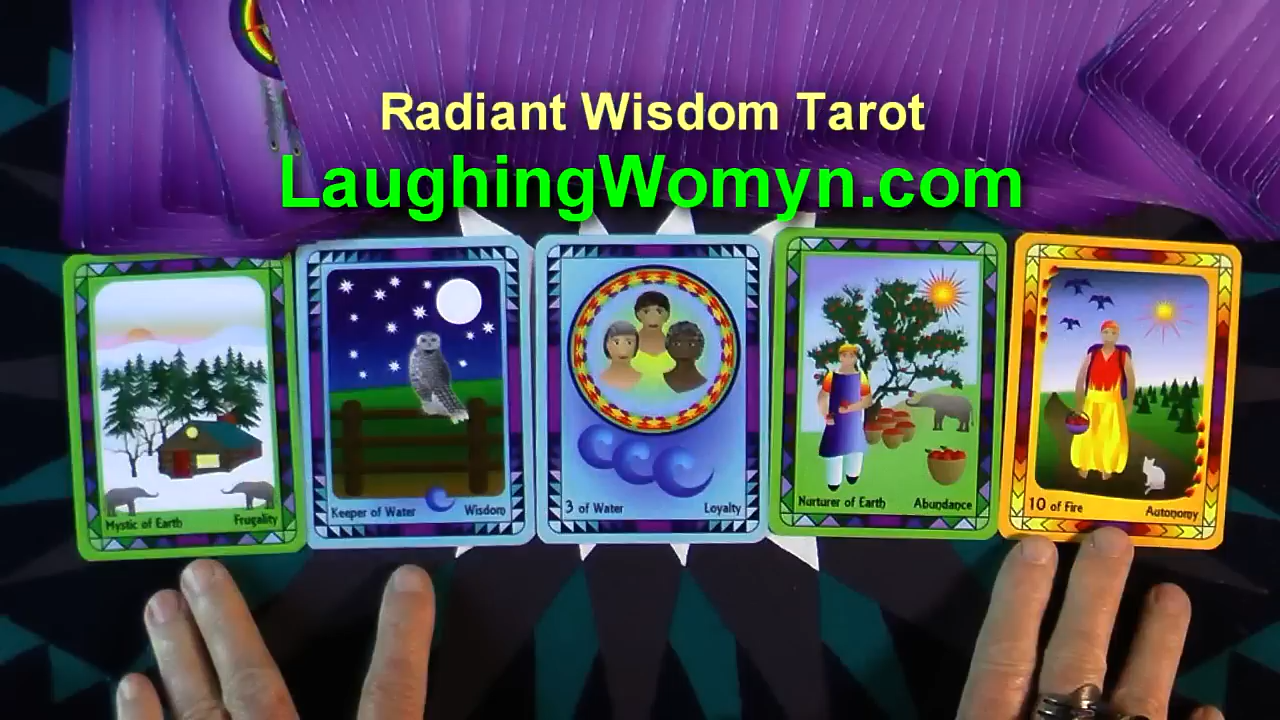 Radiant Wisdom Tarot
LaughingWomyn.com
Mystic of Earth Frugality
Keeper of Water Wisdom
3 of Water Loyalty
Nurturer of Earth Abundance
10 of Fire Autonomy